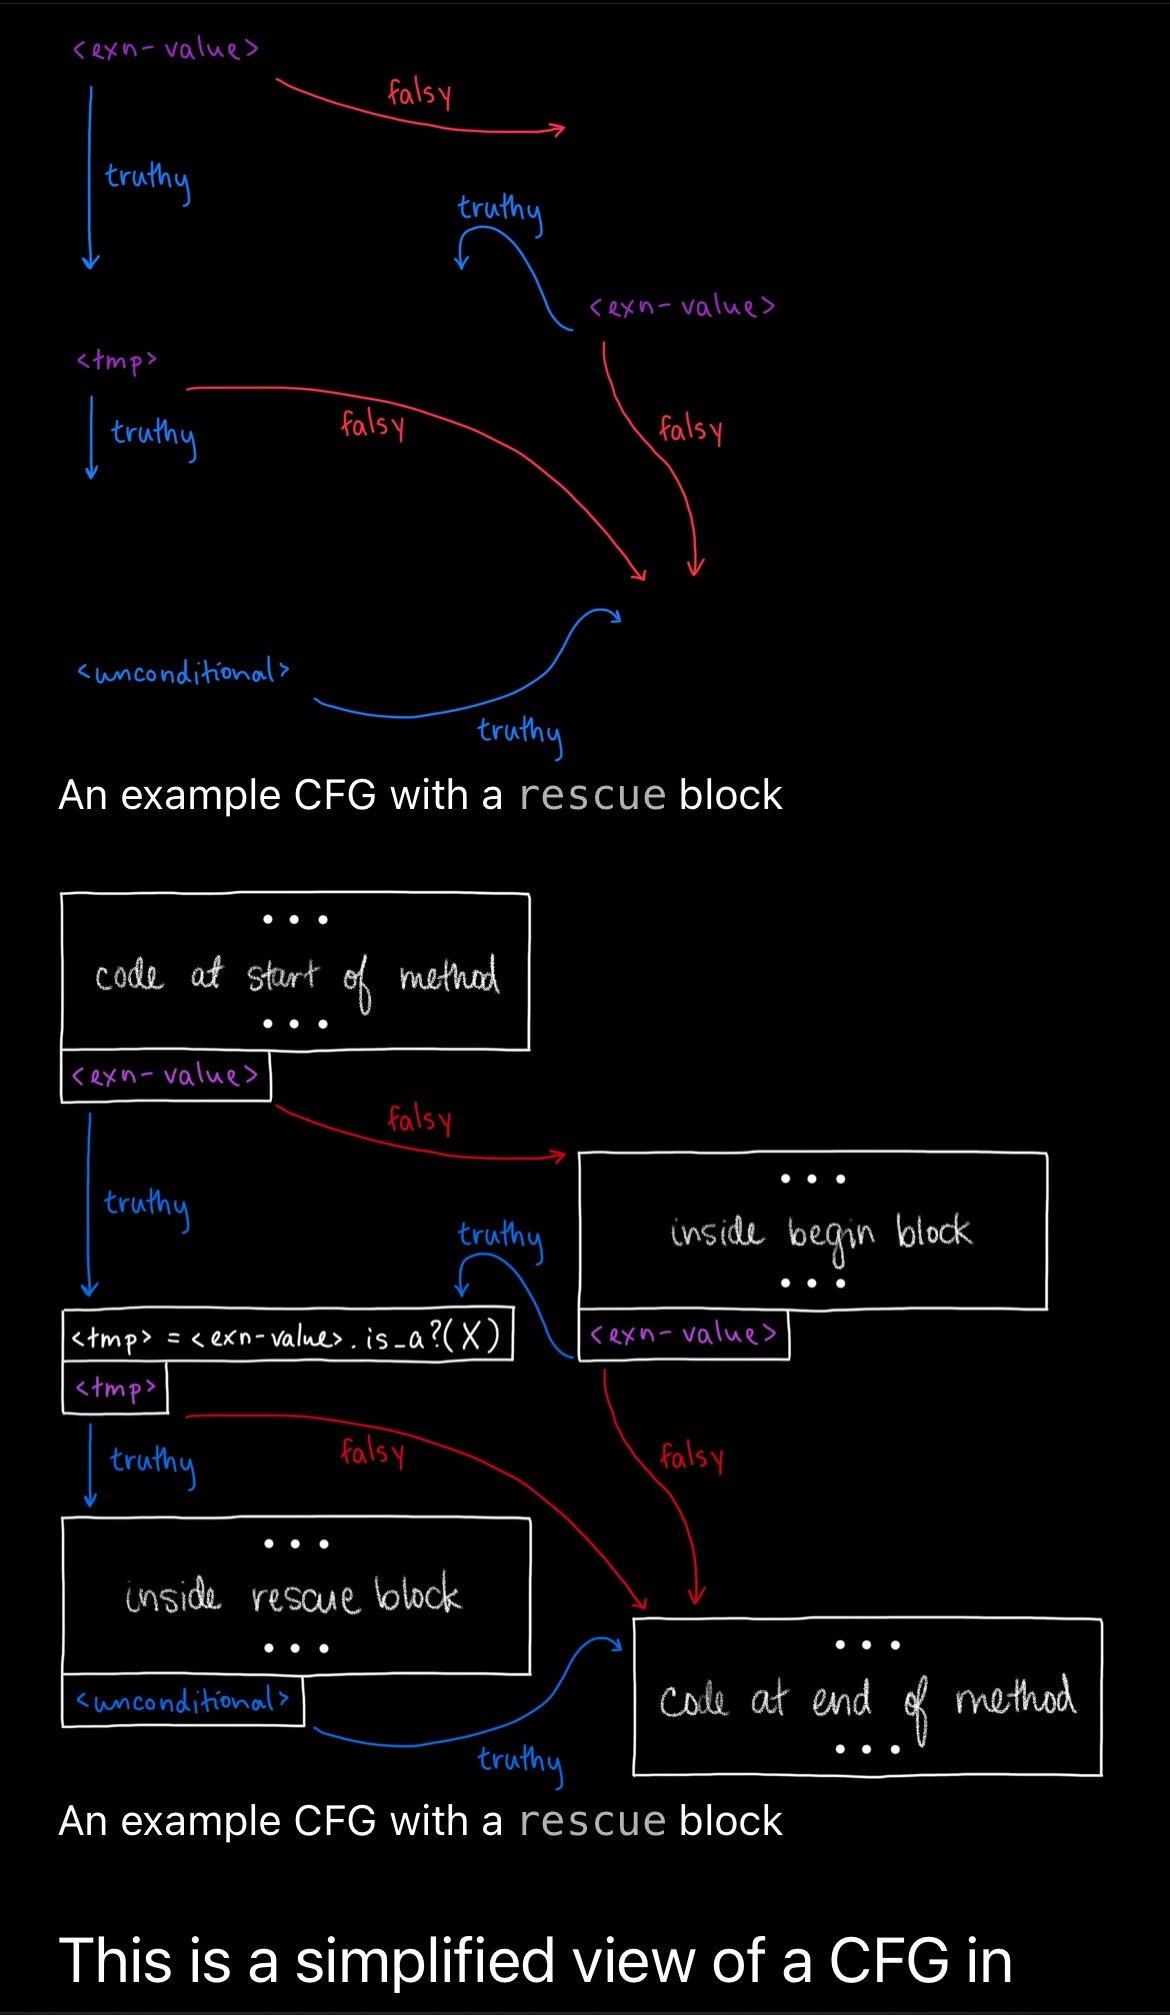 <exn-value>
falsy
truthy
truthy
<exn-value>
<tmp>
truthy
falsy
falsy
<unconditional>
truthy
An example CFG with a rescue block
...
code at start of method
...
<exn-value>
falsy
...
truthy
inside begin block
truthy
...
<tmp> = <exn-value>.is_a?(X)
<exn-value>
<tmp>
truthy
falsy
falsy
...
inside rescue block
...
...
<unconditional>
code at end of method
...
truthy
An example CFG with a rescue block
This is a simplified view of a CFG in